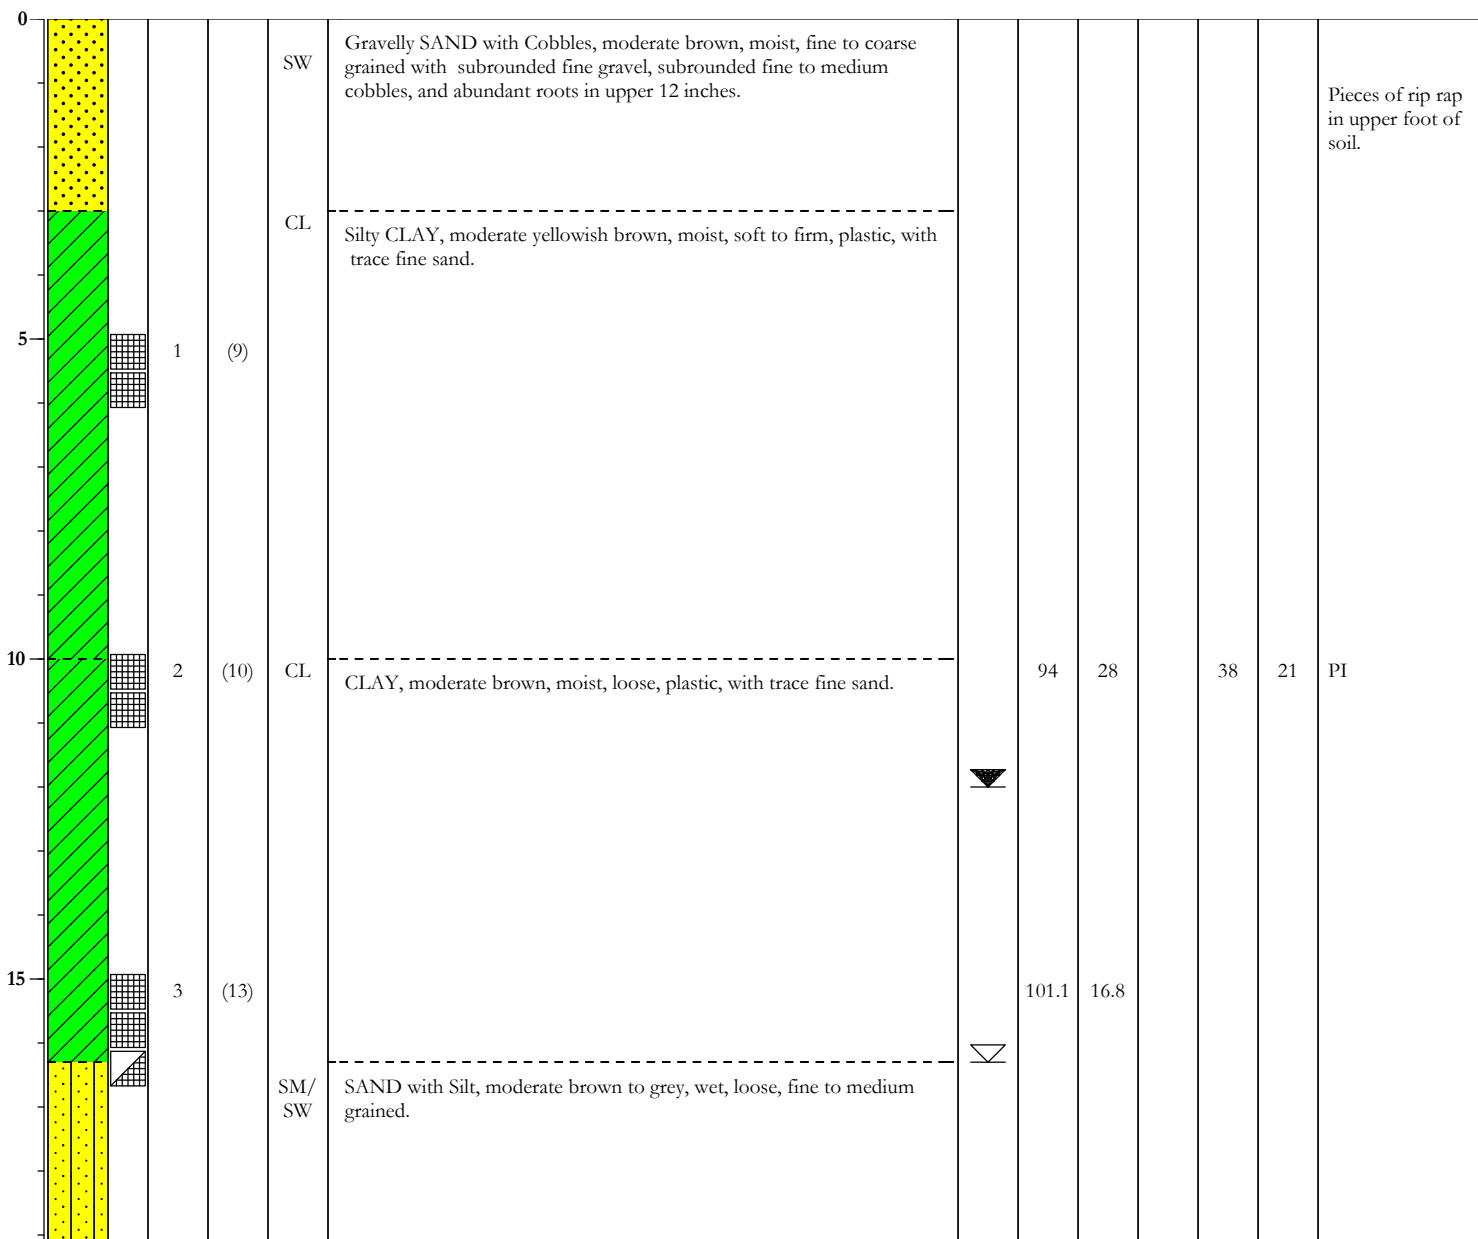 0
SW
Gravelly SAND with Cobbles, moderate brown, moist, fine to coarse
grained with subrounded fine gravel, subrounded fine to medium
cobbles, and abundant roots in upper 12 inches.
Pieces of rip rap
in upper foot of
soil.
CL
Silty CLAY, moderate yellowish brown, moist, soft to firm, plastic, with
trace fine sand.
5
1 (9)
10
2 (10) CL
CLAY, moderate brown, moist, loose, plastic, with trace fine sand.
94 28 38 21 PI
15
3 (13) 101.1 16.8
SM/
SW
SAND with Silt, moderate brown to grey, wet, loose, fine to medium
grained.